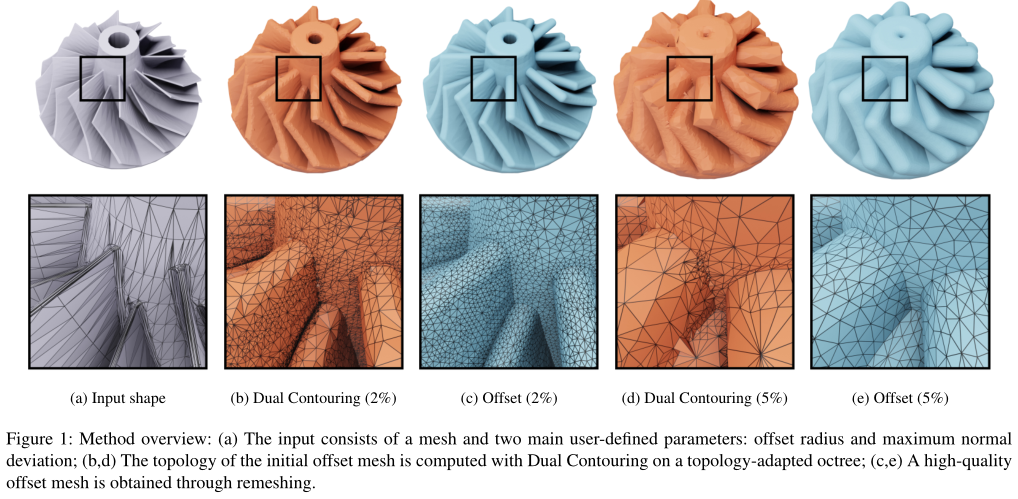 (a) Input shape
(b) Dual Contouring (2%)
(c) Offset (2%)
(d) Dual Contouring (5%)
(e) Offset (5%)
Figure 1: Method overview: (a) The input consists of a mesh and two main user-defined parameters: offset radius and maximum normal
deviation; (b,d) The topology of the initial offset mesh is computed with Dual Contouring on a topology-adapted octree; (c,e) A high-quality
offset mesh is obtained through remeshing.